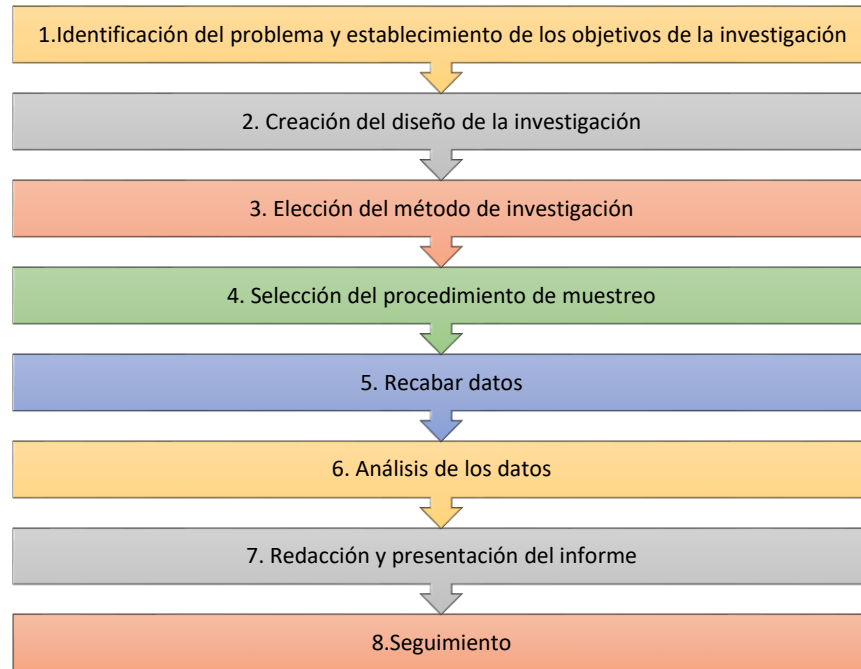 1.Identificación del problema y establecimiento de los objetivos de la investigación
2. Creación del diseño de la investigación
3. Elección del método de investigación
4. Selección del procedimiento de muestreo
5. Recabar datos
6. Análisis de los datos
7. Redacción y presentación del informe
8.Seguimiento